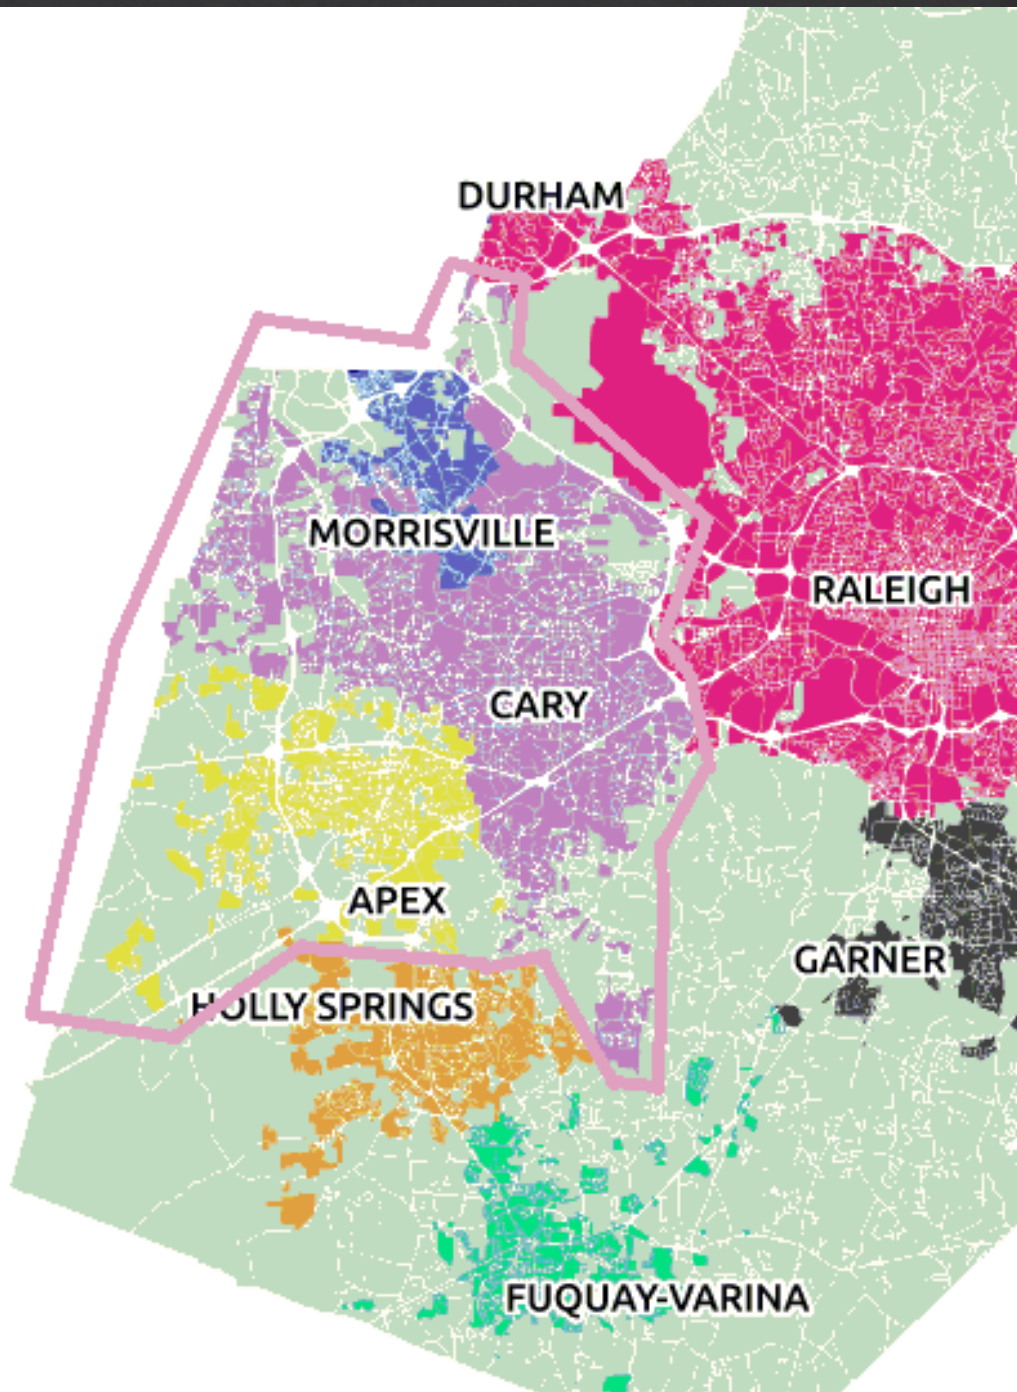 DURHAM
MORRISVILLE
RALEIGH
CARY
APEX
GARNER
HOLLY SPRINGS
FUQUAY-VARINA